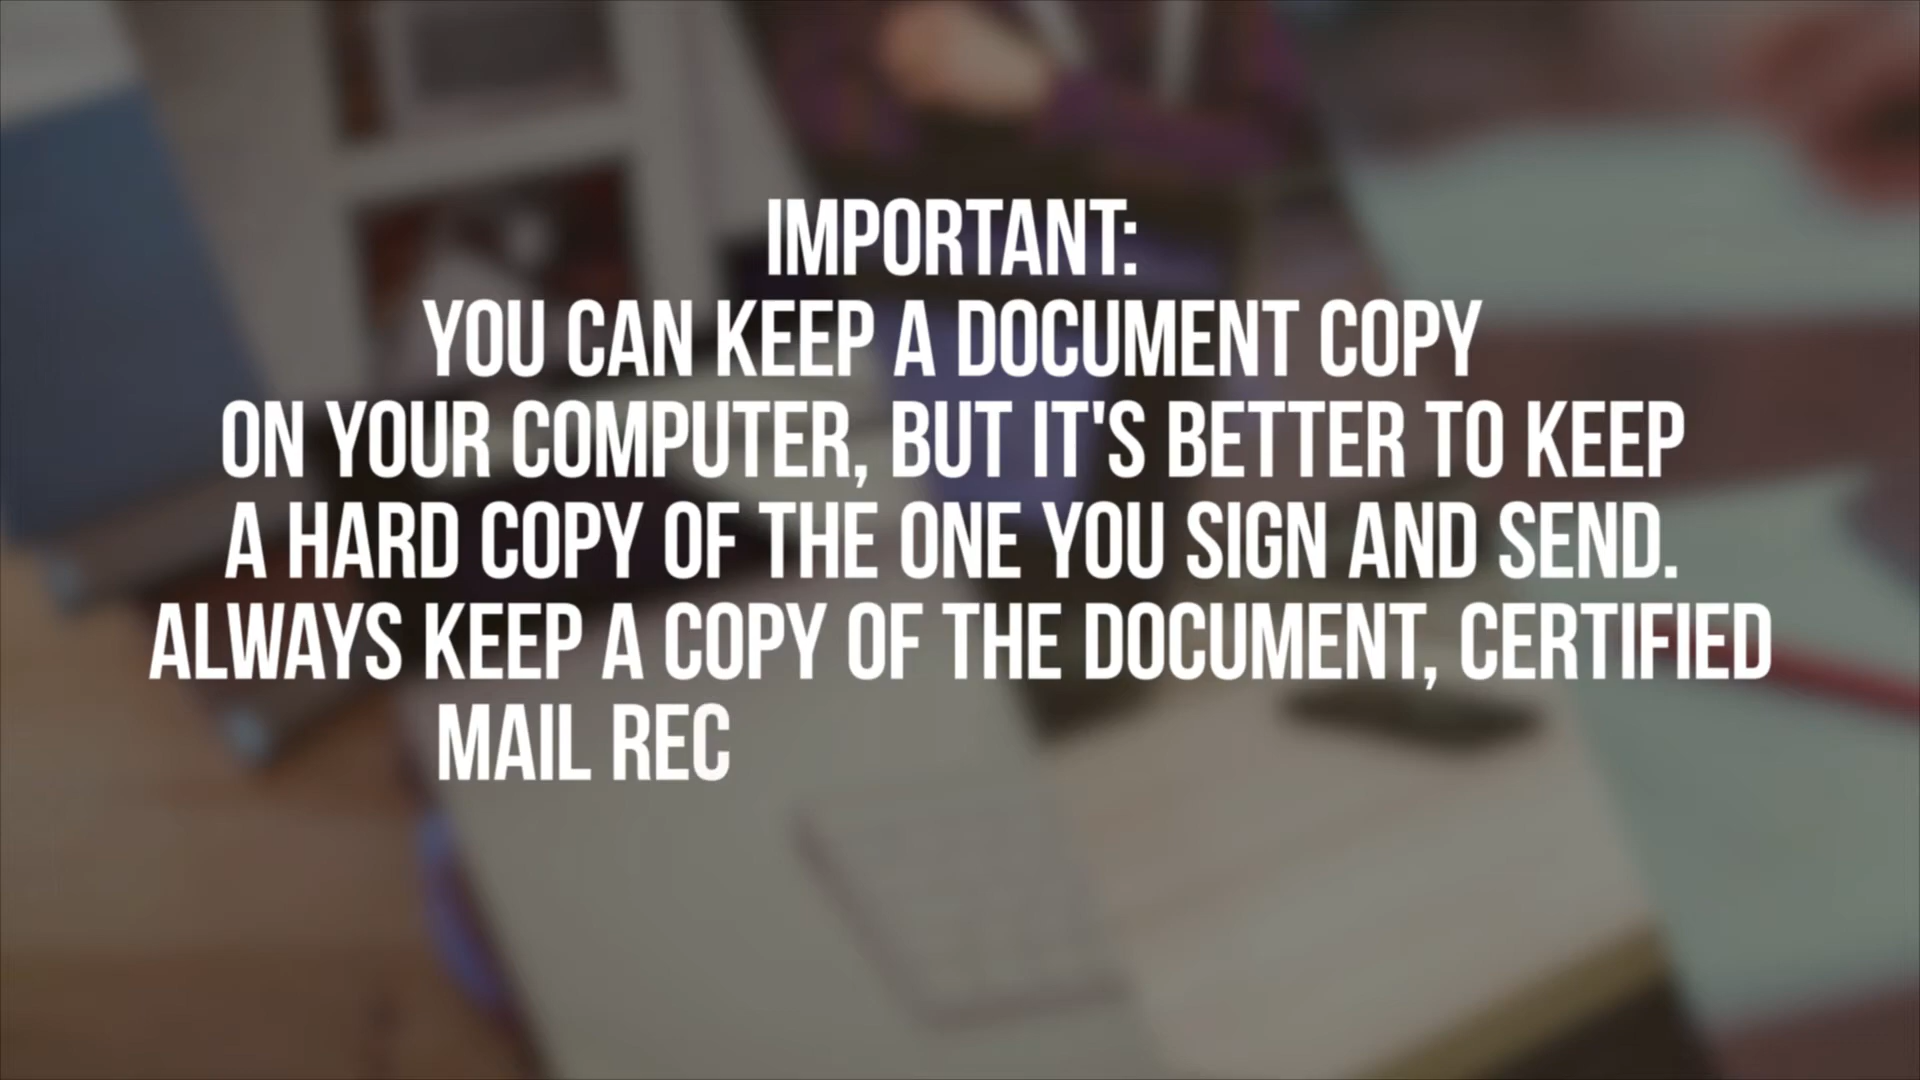 IMPORTANT:
YOU CAN KEEP A DOCUMENT COPY
ON YOUR COMPUTER, BUT IT'S BETTER TO KEEP
A HARD COPY OF THE ONE YOU SIGN AND SEND.
ALWAYS KEEP A COPY OF THE DOCUMENT, CERTIFIED
MAIL REC